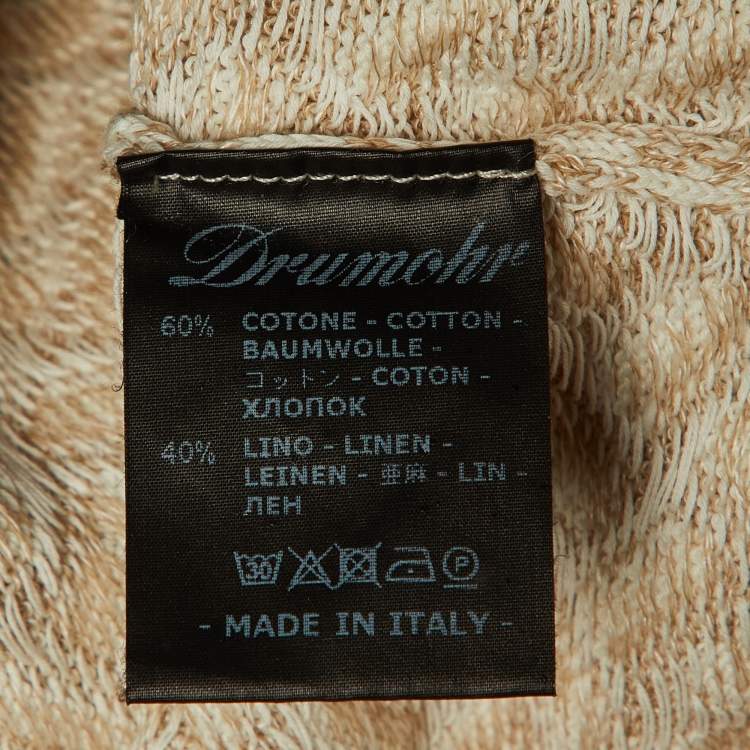 Drumohr
60% COTONE - COTTON -
BAUMWOLLE -
コットン - COTON -
ХЛОПОК
40% LINO - LINEN -
LEINEN - 亜麻 - LIN -
ЛЕН
30 P
- MADE IN ITALY -